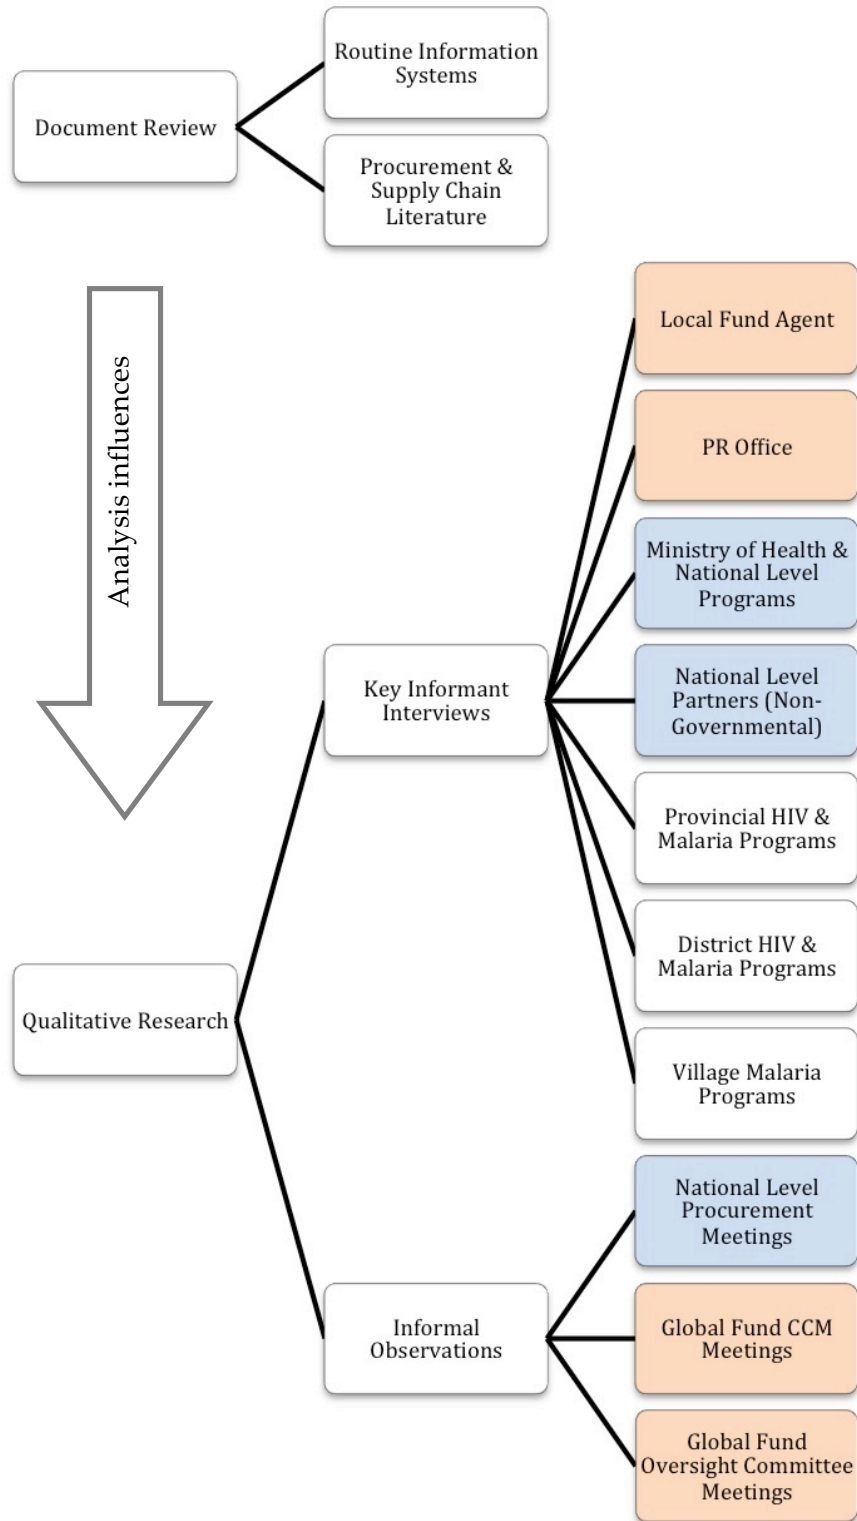 Routine Information
Systems
Document Review
Procurement &
Supply Chain
Literature
Analysis influences
Local Fund Agent
PR Office
Ministry of Health &
National Level
Programs
Key Informant
Interviews
National Level
Partners (Non-
Governmental)
Provincial HIV &
Malaria Programs
District HIV &
Malaria Programs
Qualitative Research
Village Malaria
Programs
National Level
Procurement
Meetings
Informal
Observations
Global Fund CCM
Meetings
Global Fund
Oversight Committee
Meetings